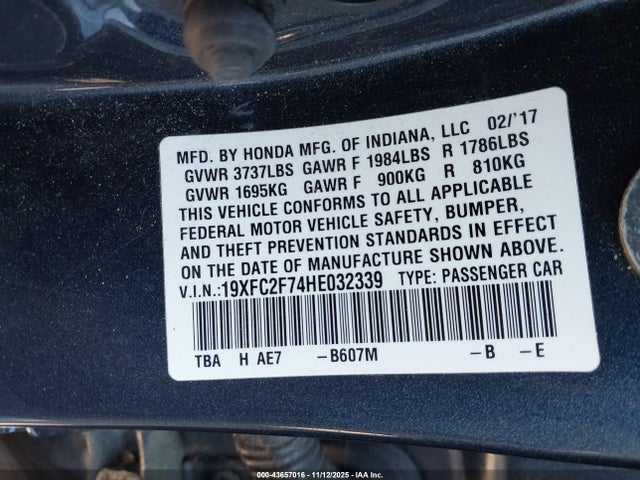 MFD. BY HONDA MFG. OF INDIANA, LLC 02/'17
GVWR 3737LBS GAWR F 1984LBS R 1786LBS
GVWR 1695KG GAWR F 900KG R 810KG
THIS VEHICLE CONFORMS TO ALL APPLICABLE
FEDERAL MOTOR VEHICLE SAFETY, BUMPER,
AND THEFT PREVENTION STANDARDS IN EFFECT
ON THE DATE OF MANUFACTURE SHOWN ABOVE.
V.I.N.:19XFC2F74HE032339 TYPE: PASSENGER CAR
TBA H AE7 -B607M -B -E
000-43657016 - 11/12/2025 - IAA Inc.